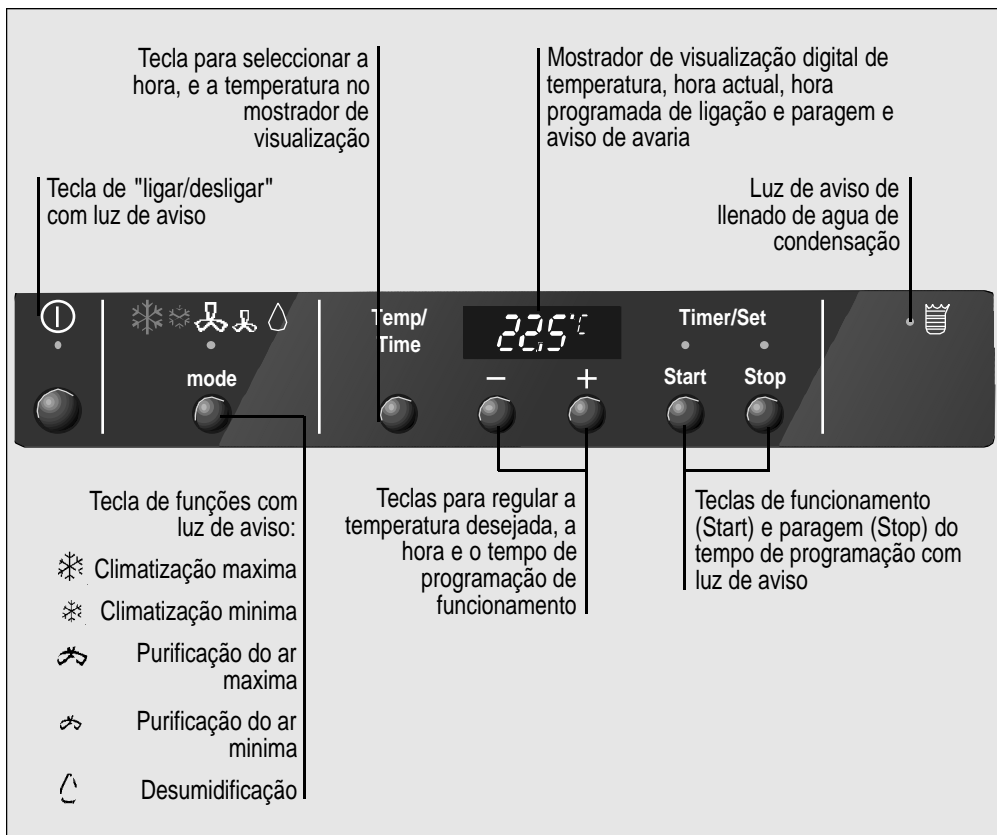 Tecla para seleccionar a
hora, e a temperatura no
mostrador de
visualização
Mostrador de visualização digital de
temperatura, hora actual, hora
programada de ligação e paragem e
aviso de avaria
Tecla de "ligar/desligar"
com luz de aviso
Luz de aviso de
llenado de agua de
condensação
Temp/
Time
22,5°C
Timer/Set
mode
−
+
Start
Stop
Tecla de funções com
luz de aviso:
Climatização maxima
Climatização minima
Purificação do ar
maxima
Purificação do ar
minima
Desumidificação
Teclas para regular a
temperatura desejada, a
hora e o tempo de
programação de
funcionamento
Teclas de funcionamento
(Start) e paragem (Stop) do
tempo de programação com
luz de aviso